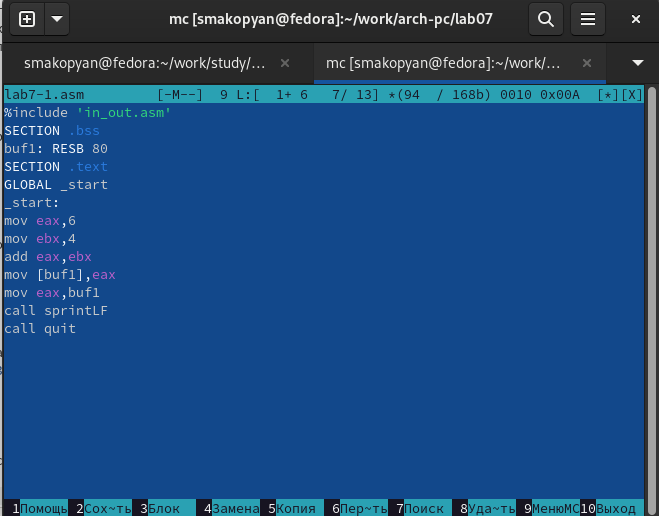 mc [smakopyan@fedora]:~/work/arch-pc/lab07
smakopyan@fedora:~/work/study/... × mc [smakopyan@fedora]:~/work/... ×
lab7-1.asm [-M--] 9 L:[ 1+ 6 7/ 13] *(94 / 168b) 0010 0x00A [*][X]
%include 'in_out.asm'
SECTION .bss
buf1: RESB 80
SECTION .text
GLOBAL _start
_start:
mov eax,6
mov ebx,4
add eax,ebx
mov [buf1],eax
mov eax,buf1
call sprintLF
call quit
1Помощь 2Сох~ть 3Блок 4Замена 5Копия 6Пер~ть 7Поиск 8Уда~ть 9МенюMC 10Выход